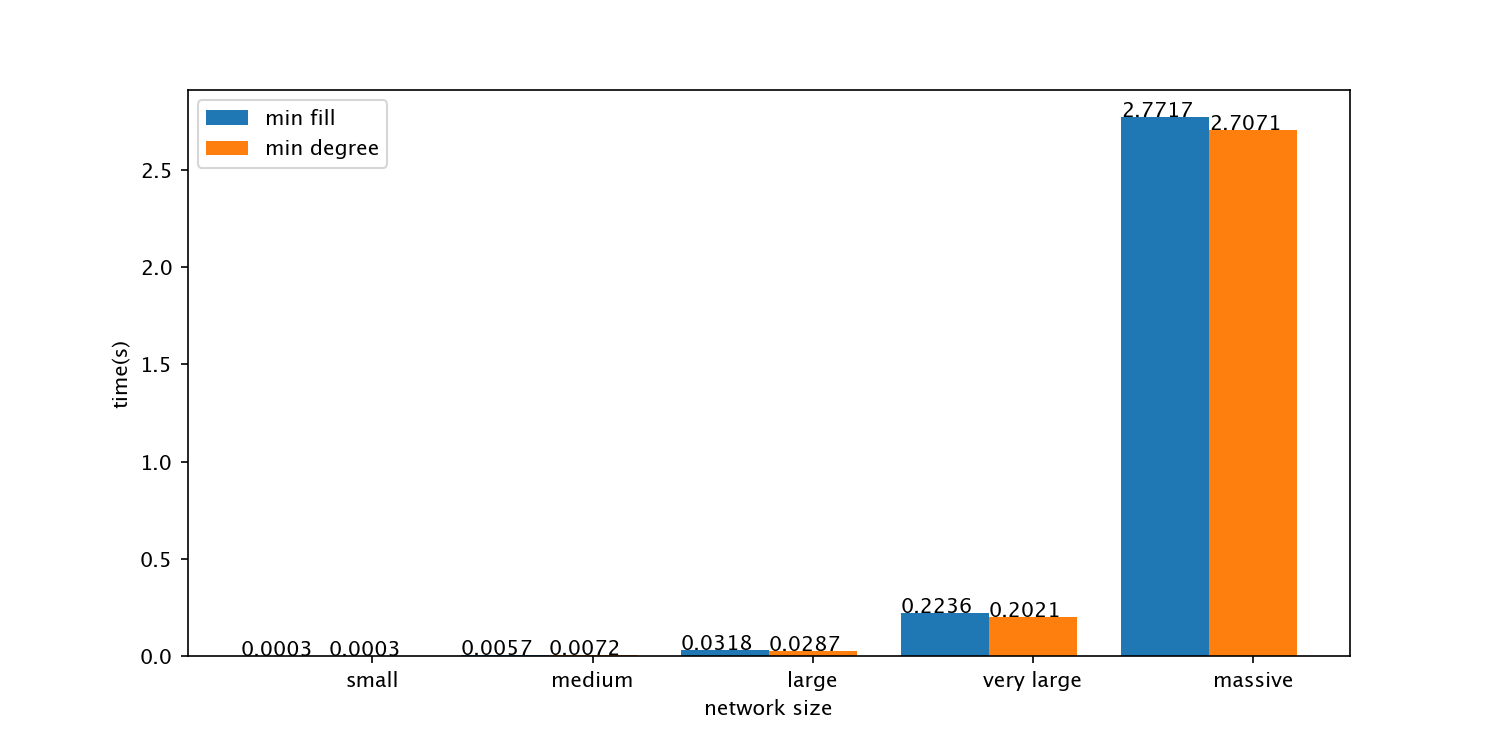 min fill
min degree
2.7717
2.7071
2.5
2.0
1.5
1.0
0.5
0.0
time(s)
0.0003 0.0003 0.0057 0.0072 0.0318 0.0287 0.2236 0.2021
small medium large very large massive
network size